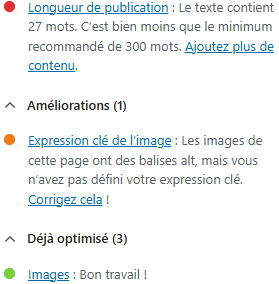 Longueur de publication : Le texte contient
27 mots. C'est bien moins que le minimum
recommandé de 300 mots. Ajoutez plus de
contenu.
Améliorations (1)
Expression clé de l'image : Les images de
cette page ont des balises alt, mais vous
n'avez pas défini votre expression clé.
Corrigez cela !
Déjà optimisé (3)
Images : Bon travail !